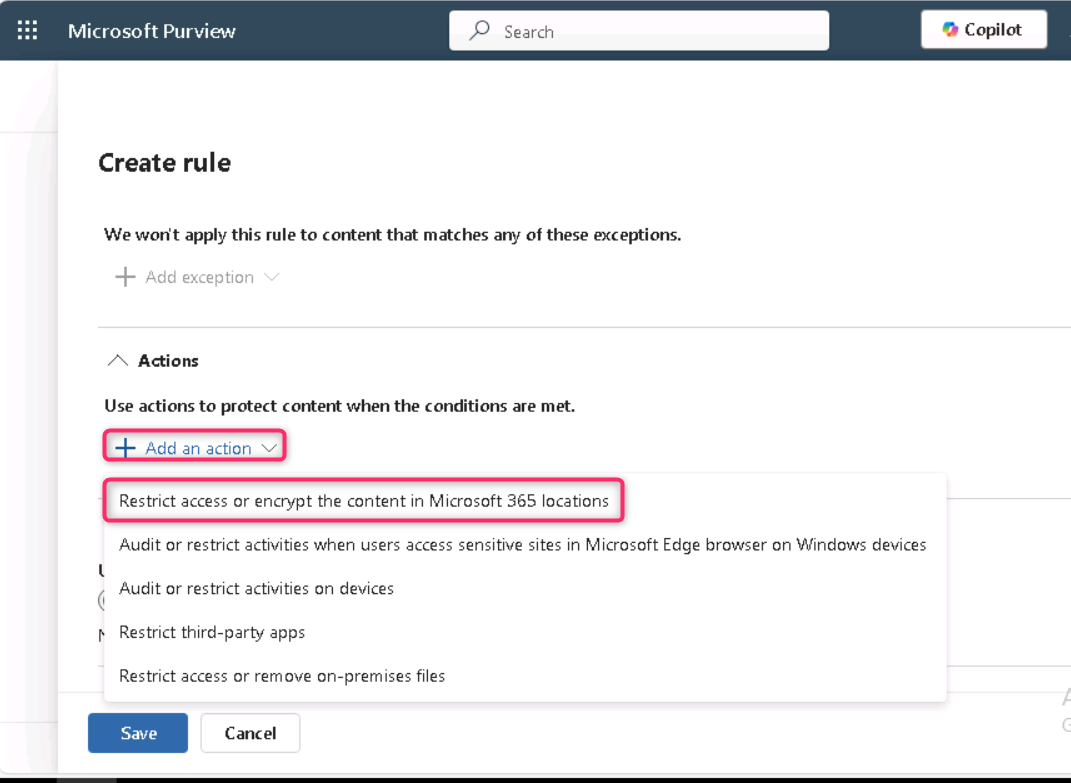 Microsoft Purview
Search
Copilot
Create rule
We won't apply this rule to content that matches any of these exceptions.
Add exception
Actions
Use actions to protect content when the conditions are met.
Add an action
Restrict access or encrypt the content in Microsoft 365 locations
Audit or restrict activities when users access sensitive sites in Microsoft Edge browser on Windows devices
Audit or restrict activities on devices
Restrict third-party apps
Restrict access or remove on-premises files
Save
Cancel